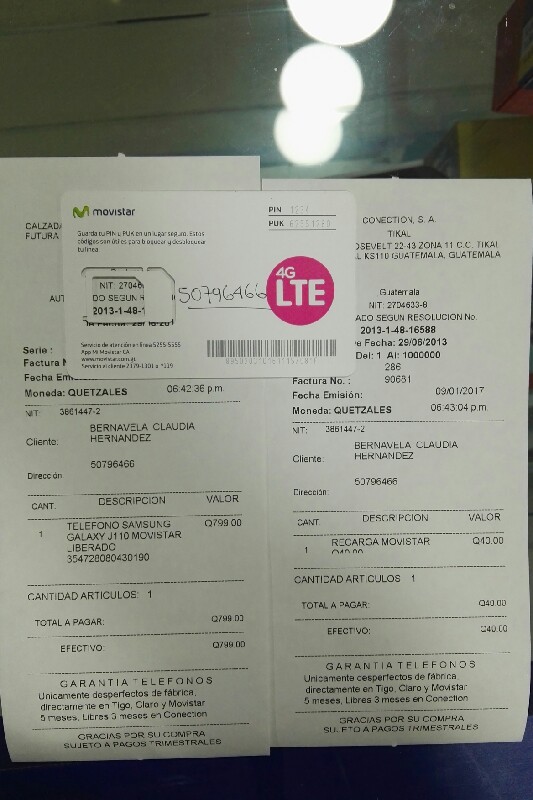 movistar
PIN
PUK
Guarda tu PIN y PUK en un lugar seguro. Estos
códigos son útiles para bloquear y desbloquear
tu línea.
50796466
4G
LTE
Servicio de atención en línea 5255-5555
App Mi Movistar CA
www.movistar.com.gt
CALZADA
FUTURA
AUT
NIT: 27046
DO SEGUN R
2013-1-48-1
Serie :
Factura N
Fecha Em
06:42:36 p.m.
Moneda: QUETZALES
NIT: 3861447-2
Cliente: BERNAVELA CLAUDIA
HERNANDEZ
50796466
Dirección
CANT. DESCRIPCION VALOR
1 TELEFONO SAMSUNG Q799.00
GALAXY J110 MOVISTAR
LIBERADO
354728080430190
CANTIDAD ARTICULOS: 1
TOTAL A PAGAR: Q799.00
EFECTIVO: Q799.00
GARANTIA TELEFONOS
Unicamente desperfectos de fábrica,
directamente en Tigo, Claro y Movistar
5 meses, Libres 3 meses en Conection
GRACIAS POR SU COMPRA
SUJETO A PAGOS TRIMESTRALES
CONECTION, S. A.
TIKAL
OSEVELT 22-43 ZONA 11 C.C. TIKAL
L KS110 GUATEMALA, GUATEMALA
Guatemala
NIT: 2704633-8
ADO SEGUN RESOLUCION No.
2013-1-48-16588
e Fecha: 29/06/2013
Del: 1 Al: 1000000
286
Factura No. : 90681
Fecha Emisión: 09/01/2017
Moneda: QUETZALES 06:43:04 p.m.
NIT: 3861447-2
Cliente: BERNAVELA CLAUDIA
HERNANDEZ
50796466
Dirección:
CANT. DESCRIPCION VALOR
1 RECARGA MOVISTAR Q40.00
Q40.00
CANTIDAD ARTICULOS 1
TOTAL A PAGAR: Q40.00
EFECTIVO: Q40.00
GARANTIA TELEFONOS
Unicamente desperfectos de fábrica,
directamente en Tigo, Claro y Movistar
5 meses, Libres 3 meses en Conection
GRACIAS POR SU COMPRA
SUJETO A PAGOS TRIMESTRALES